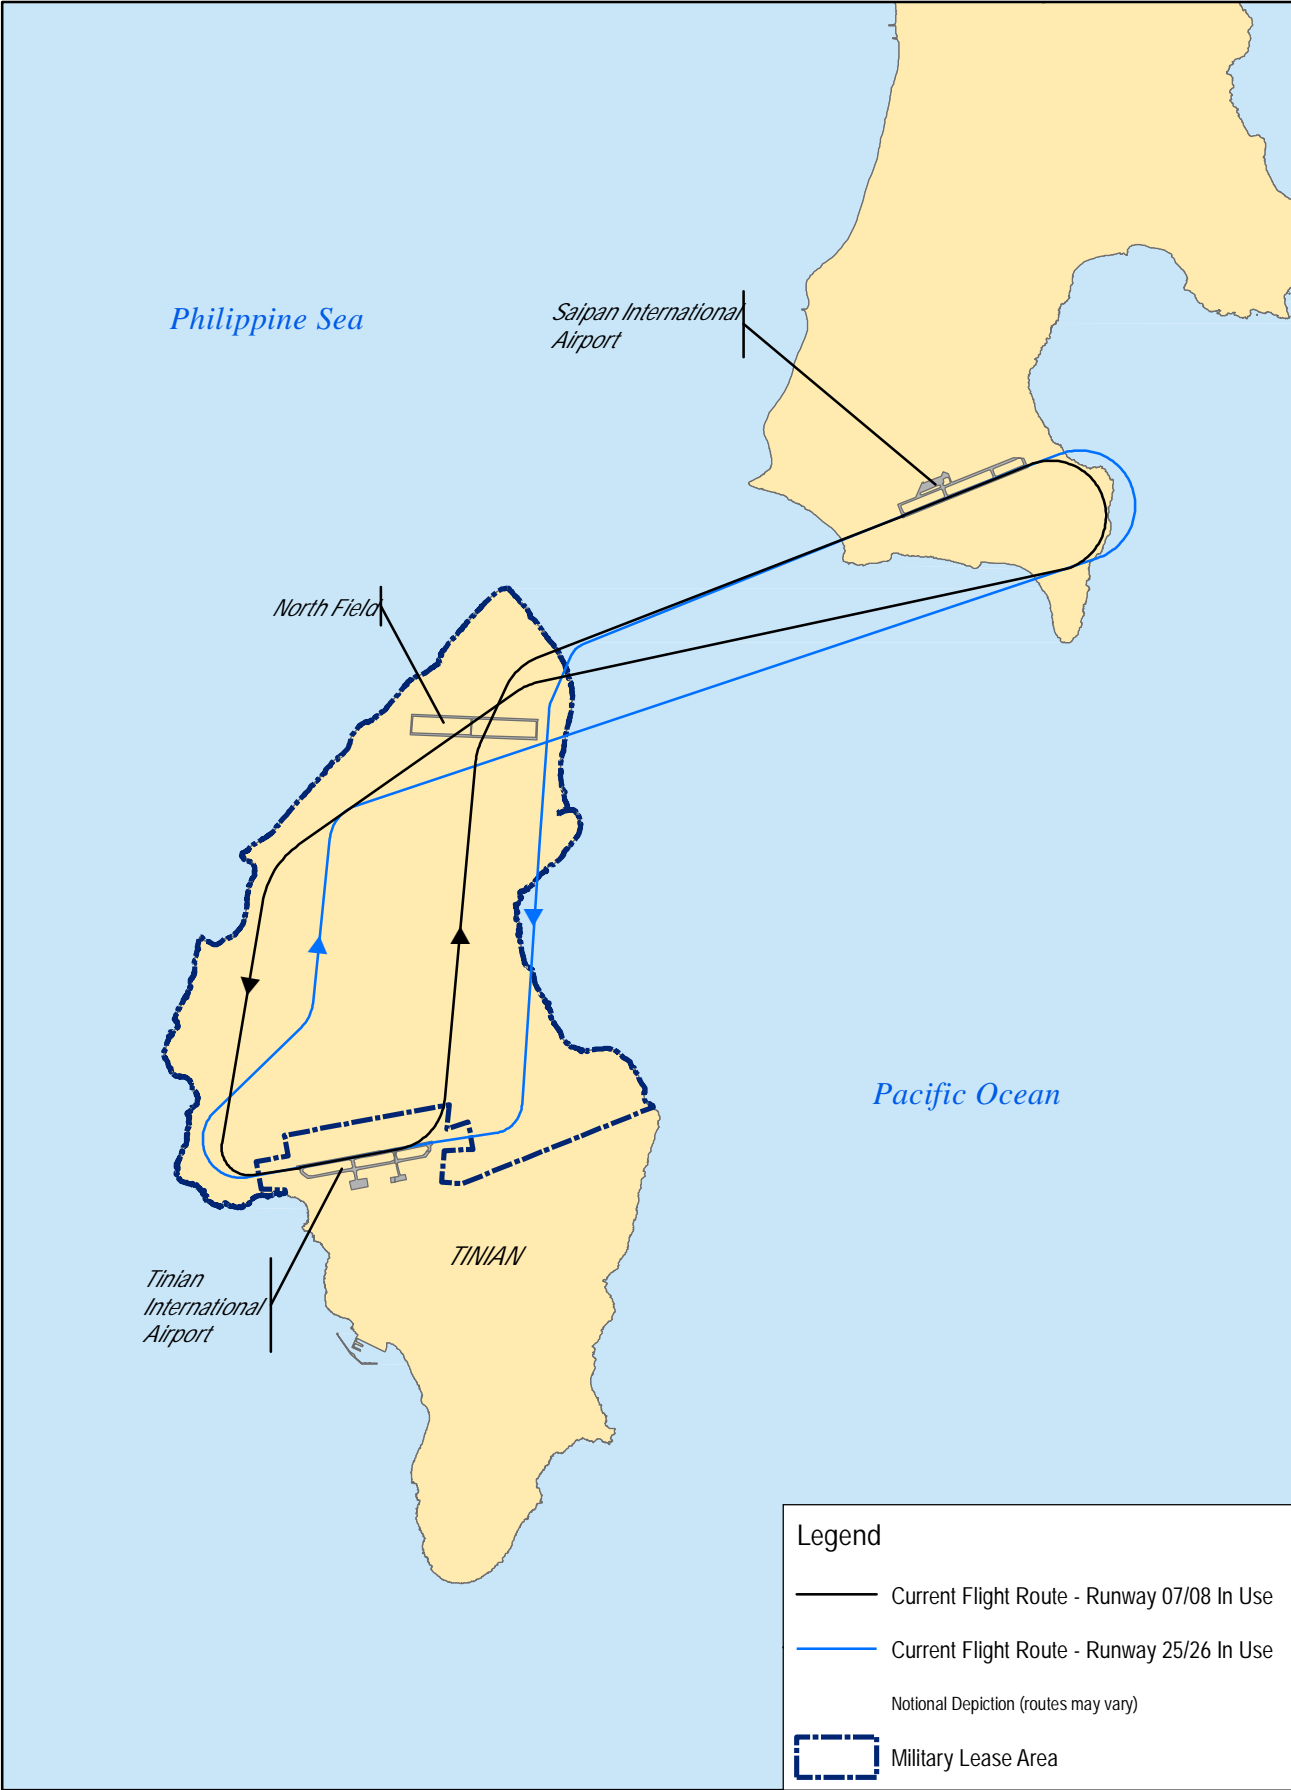 Philippine Sea
Saipan International
Airport
North Field
Pacific Ocean
TINIAN
Tinian
International
Airport
Legend
Current Flight Route - Runway 07/08 In Use
Current Flight Route - Runway 25/26 In Use
Notional Depiction (routes may vary)
Military Lease Area